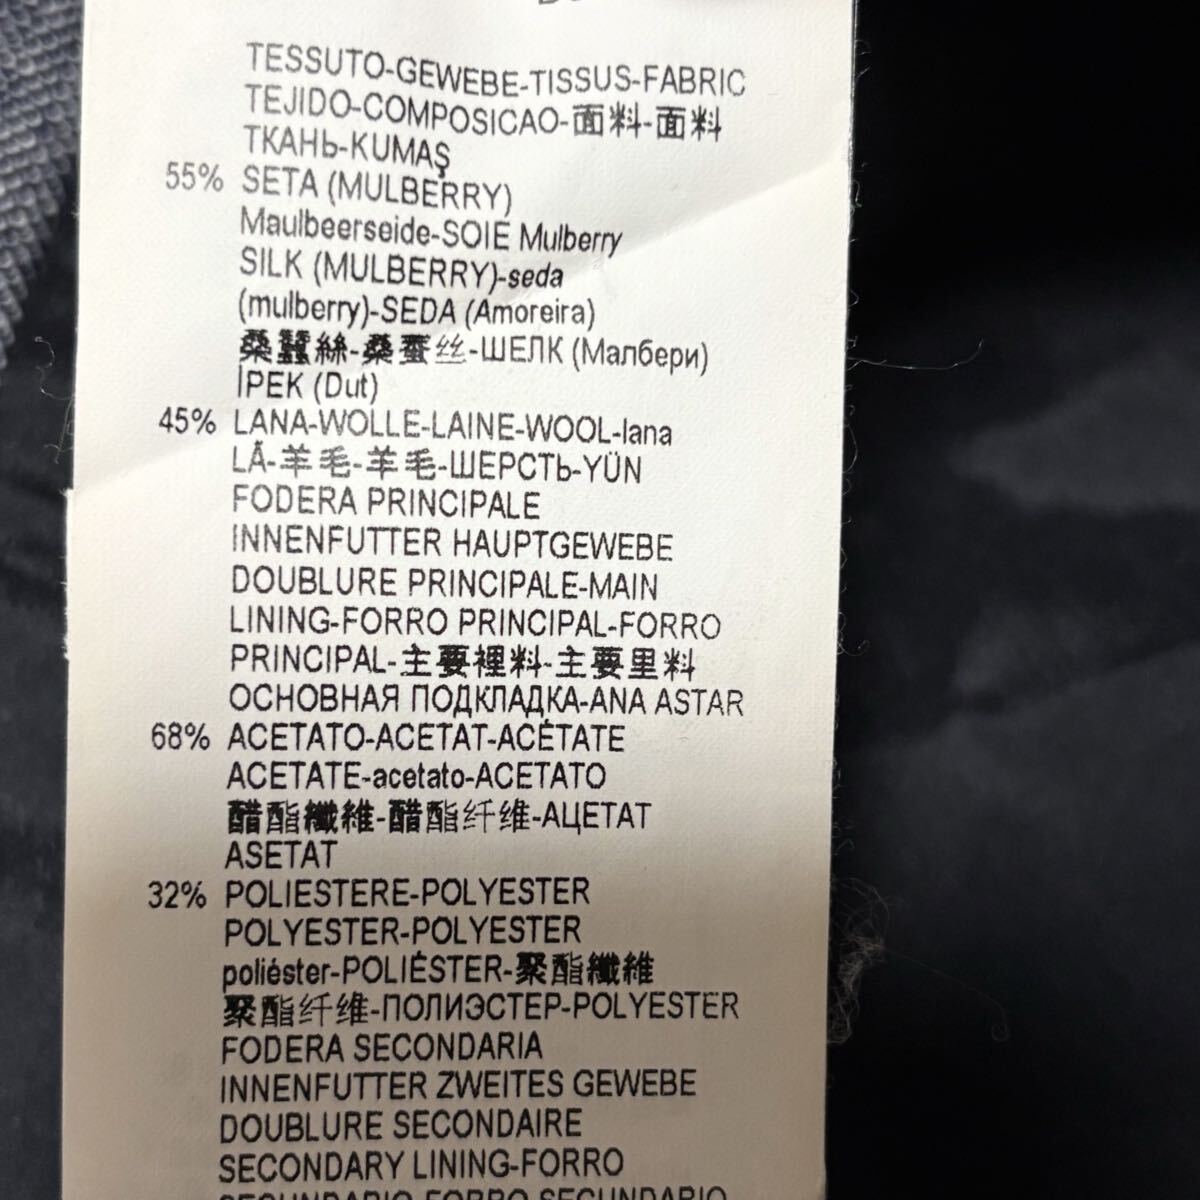 TESSUTO-GEWEBE-TISSUS-FABRIC
TEJIDO-COMPOSICAO-面料-面料
ТКАНЬ-KUMAŞ
55% SETA (MULBERRY)
Maulbeerseide-SOIE Mulberry
SILK (MULBERRY)-seda
(mulberry)-SEDA (Amoreira)
桑蠶絲-桑蚕丝-ШЕЛК (Малбери)
İPEK (Dut)
45% LANA-WOLLE-LAINE-WOOL-lana
LÃ-羊毛-羊毛-ШЕРСТЬ-YÜN
FODERA PRINCIPALE
INNENFUTTER HAUPTGEWEBE
DOUBLURE PRINCIPALE-MAIN
LINING-FORRO PRINCIPAL-FORRO
PRINCIPAL-主要裡料-主要里料
ОСНОВНАЯ ПОДКЛАДКА-ANA ASTAR
68% ACETATO-ACETAT-ACÉTATE
ACETATE-acetato-ACETATO
醋酯纖維-醋酯纤维-АЦЕТАТ
ASETAT
32% POLIESTERE-POLYESTER
POLYESTER-POLYESTER
poliéster-POLIÉSTER-聚酯纖維
聚酯纤维-ПОЛИЭСТЕР-POLYESTER
FODERA SECONDARIA
INNENFUTTER ZWEITES GEWEBE
DOUBLURE SECONDAIRE
SECONDARY LINING-FORRO
SECUNDARIO-FORRO SECUNDARIO